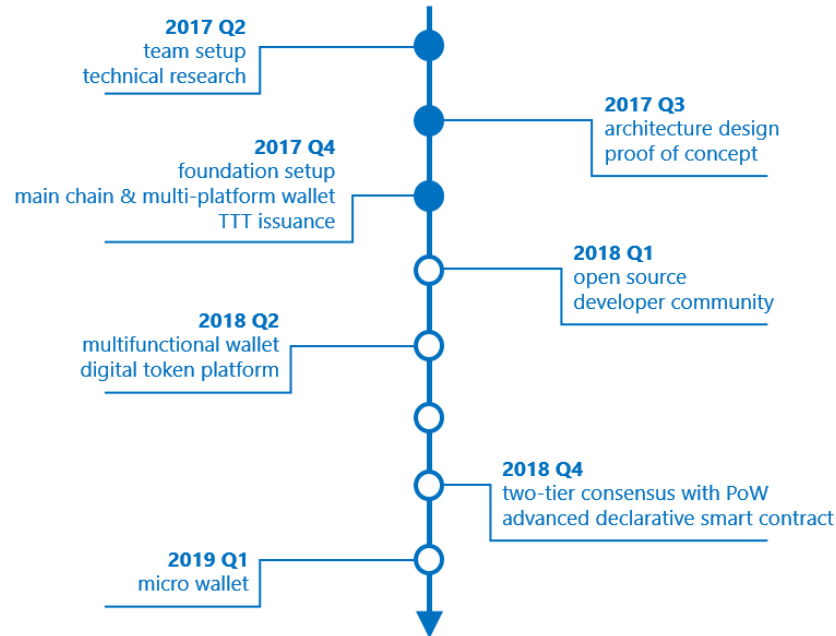 2017 Q2
team setup
technical research
2017 Q3
architecture design
proof of concept
2017 Q4
foundation setup
main chain & multi-platform wallet
TTT issuance
2018 Q1
open source
developer community
2018 Q2
multifunctional wallet
digital token platform
2018 Q4
two-tier consensus with PoW
advanced declarative smart contract
2019 Q1
micro wallet